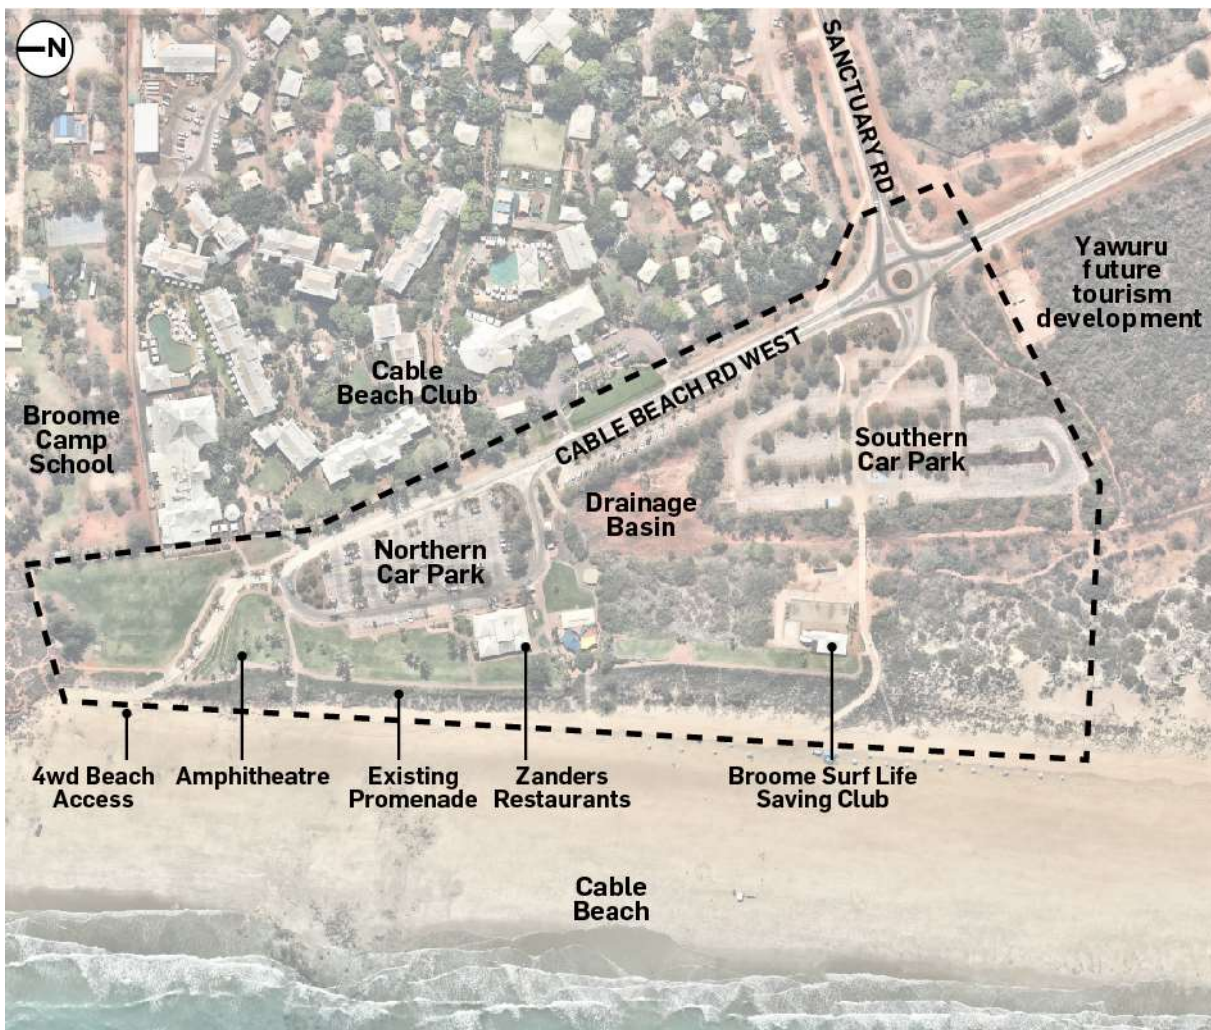 N
SANCTUARY RD
Yawuru
future
tourism
development
CABLE BEACH RD WEST
Cable
Beach Club
Broome
Camp
School
Southern
Car Park
Drainage
Basin
Northern
Car Park
4wd Beach
Access
Amphitheatre
Existing
Promenade
Zanders
Restaurants
Broome Surf Life
Saving Club
Cable
Beach